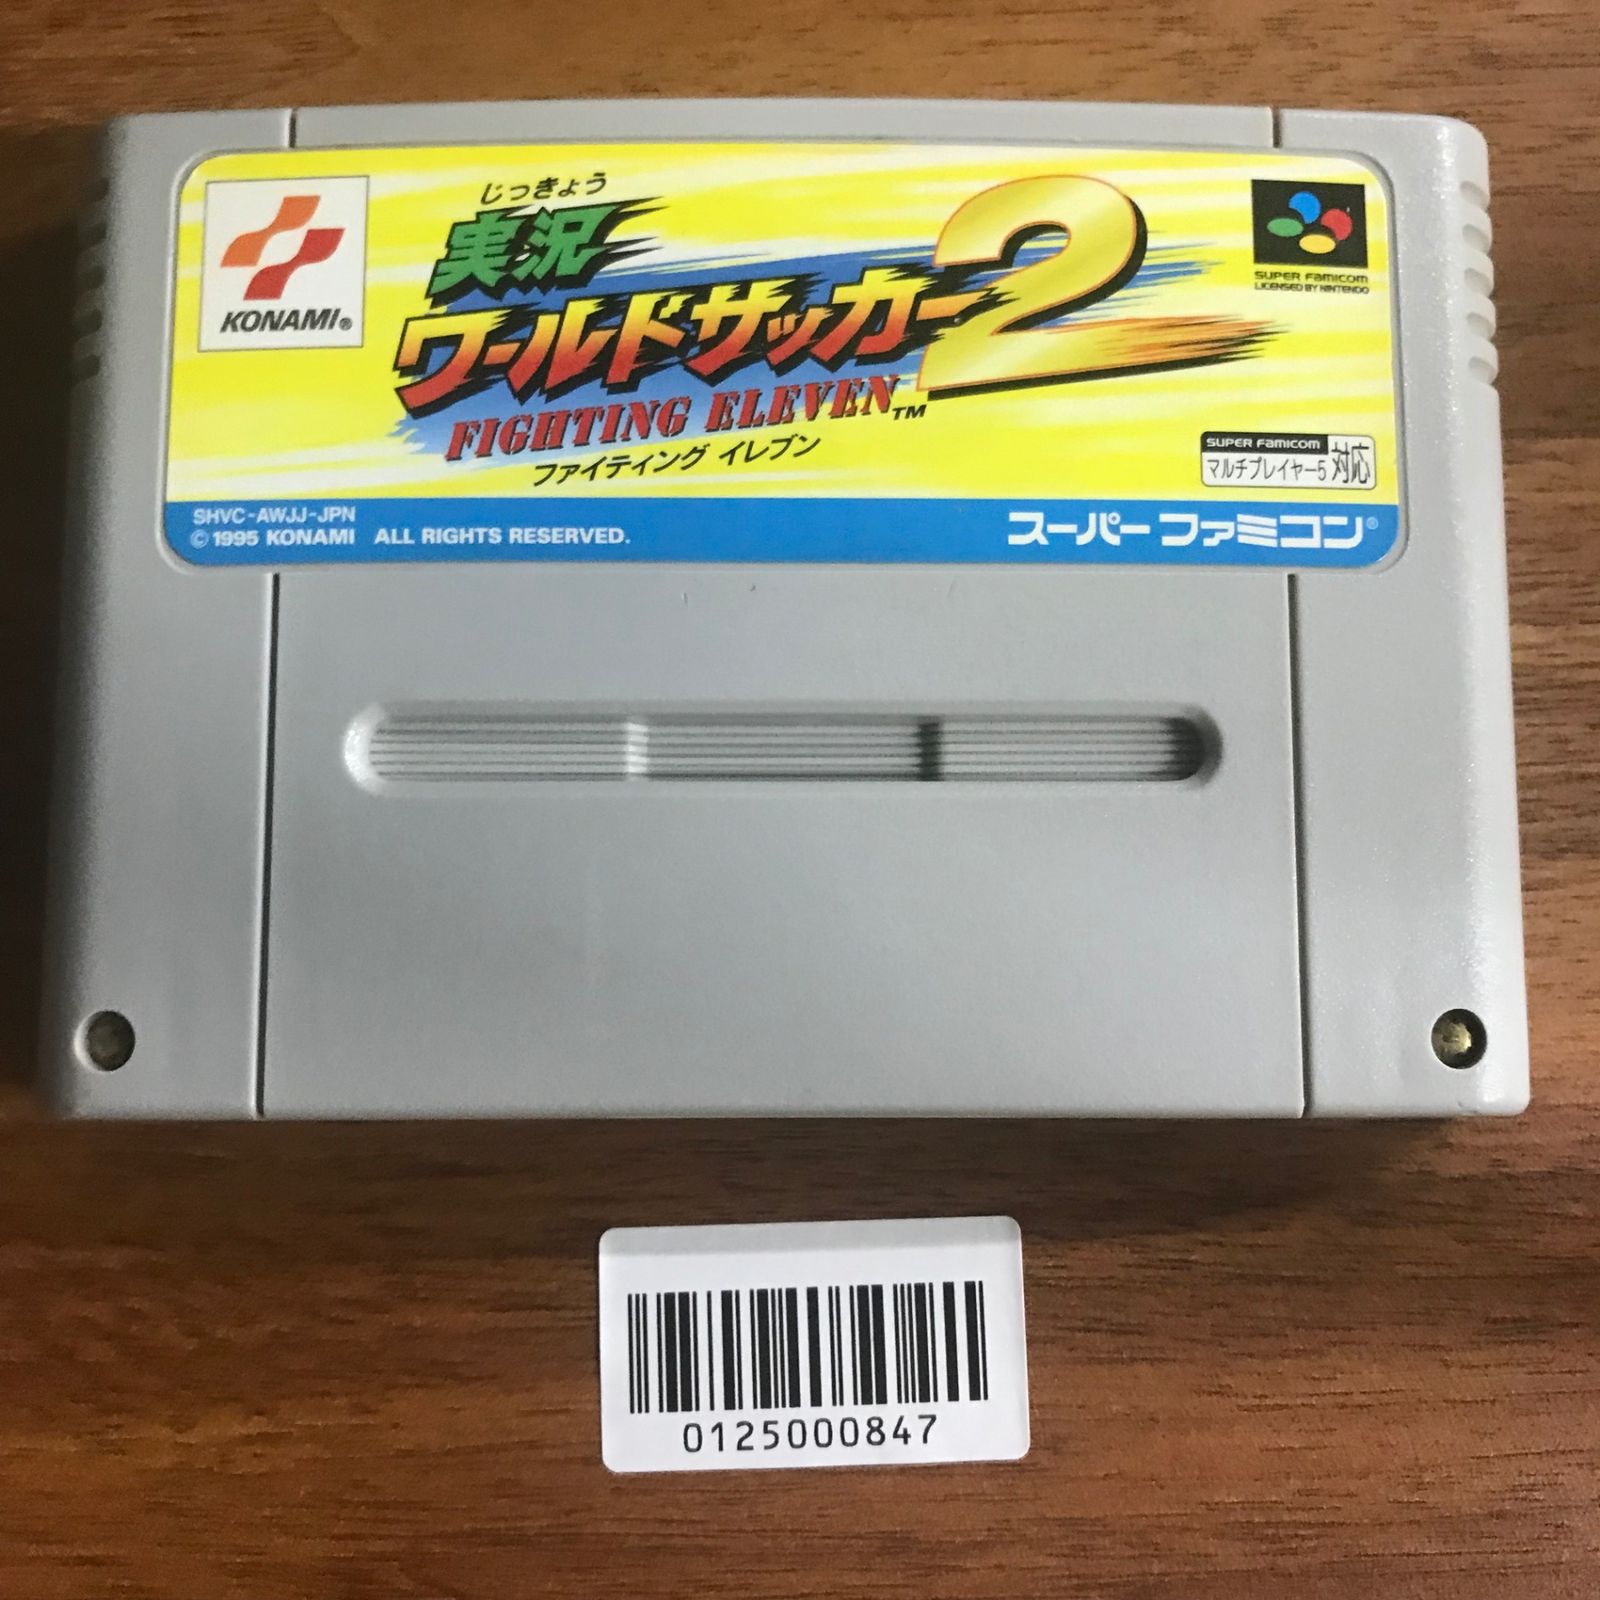 KONAMI®
じっきょう
実況
ワールドサッカー2
FIGHTING ELEVEN™
ファイティング イレブン
SUPER FAMICOM
LICENSED BY NINTENDO
SUPER FAMICOM
マルチプレイヤー5 対応
SHVC-AWJJ-JPN
©1995 KONAMI ALL RIGHTS RESERVED.
スーパーファミコン®
0125000847